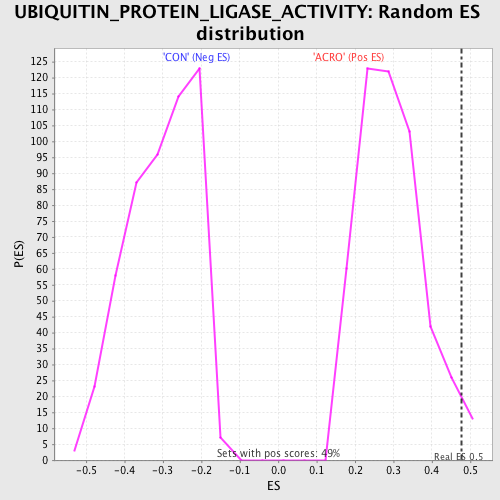 UBIQUITIN_PROTEIN_LIGASE_ACTIVITY: Random ES
distribution
'CON' (Neg ES)
'ACRO' (Pos ES)
P(ES)
125
120
115
110
105
100
95
90
85
80
75
70
65
60
55
50
45
40
35
30
25
20
15
10
5
0
Sets with pos scores: 49%
Real ES 0.5
-0.5 -0.4 -0.3 -0.2 -0.1 0.0 0.1 0.2 0.3 0.4 0.5
ES